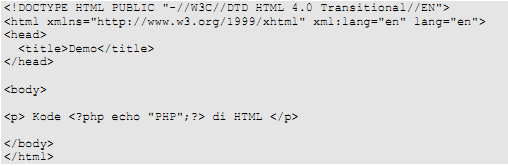 <!DOCTYPE HTML PUBLIC "-//W3C//DTD HTML 4.0 Transitional//EN">
<html xmlns="http://www.w3.org/1999/xhtml" xml:lang="en" lang="en">
<head>
  <title>Demo</title>
</head>

<body>

<p> Kode <?php echo "PHP";?> di HTML </p>

</body>
</html>